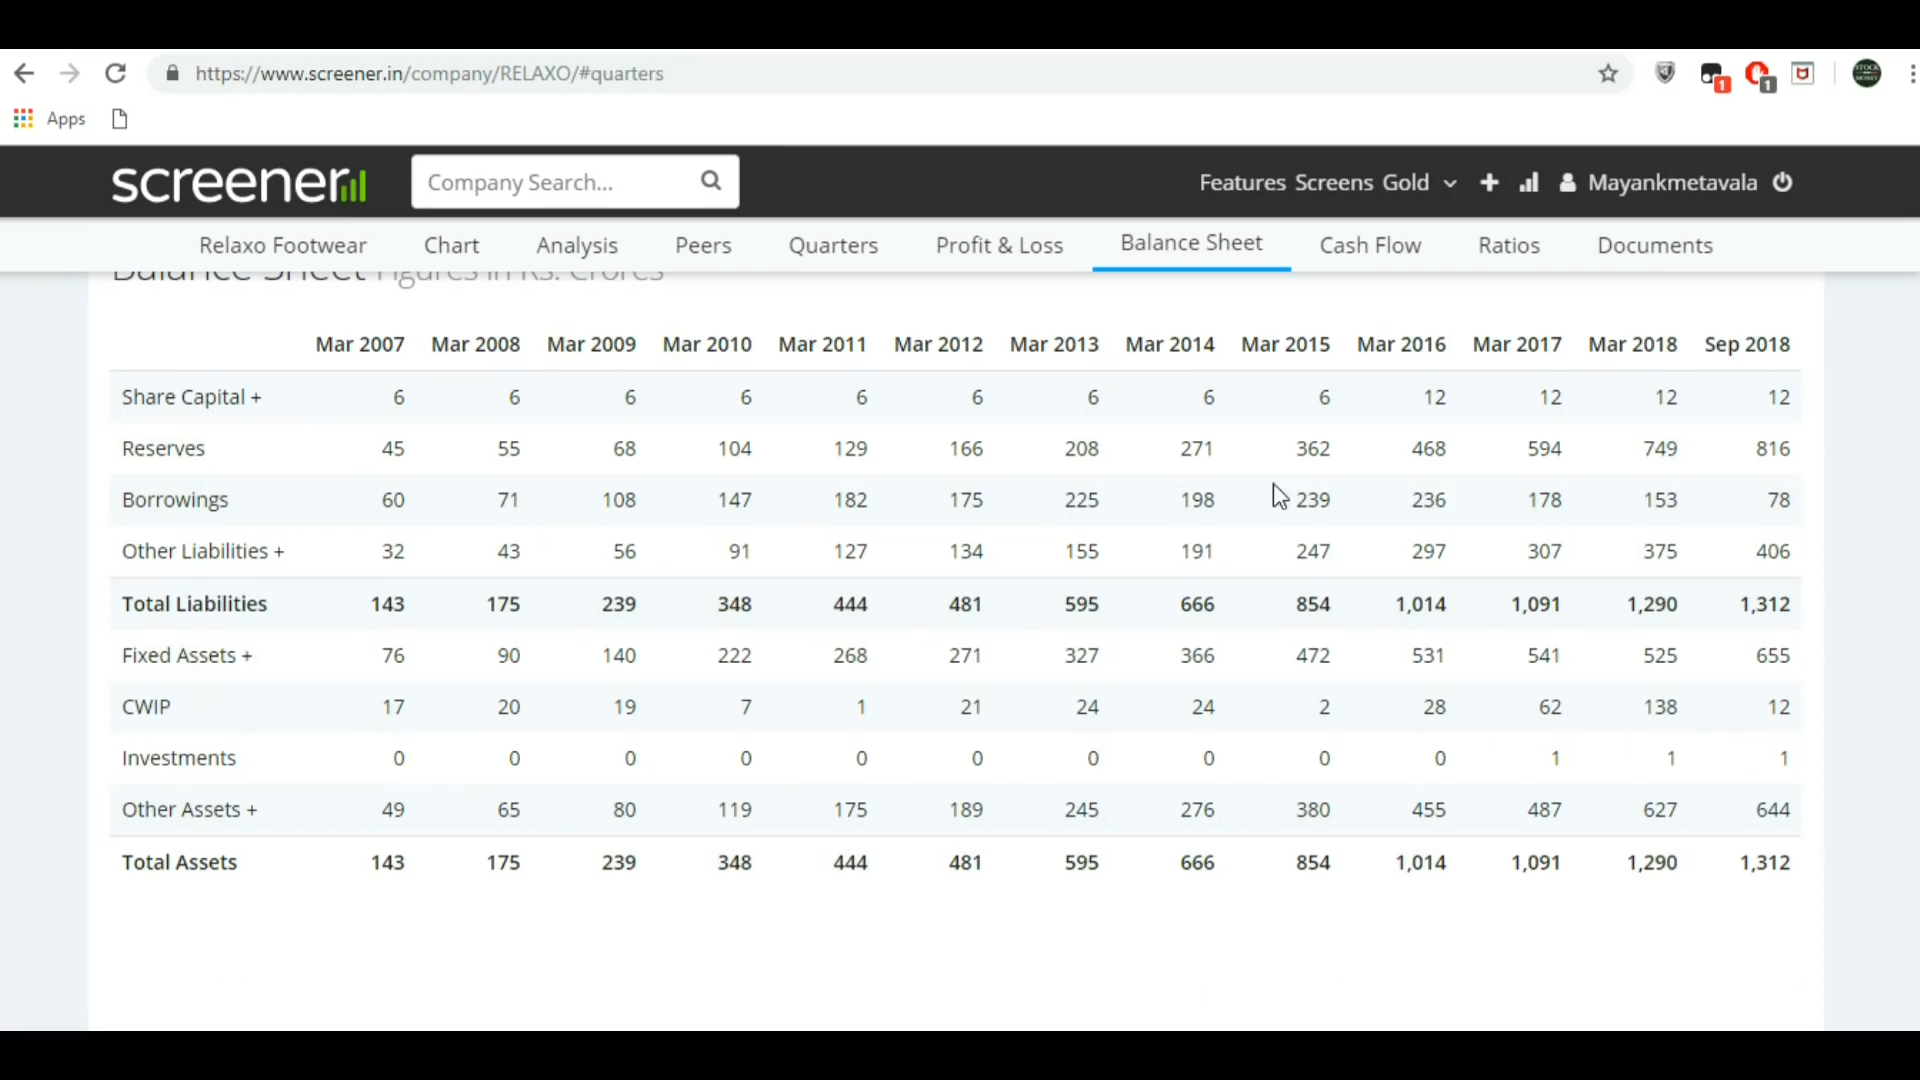 https://www.screener.in/company/RELAXO/#quarters
1 1
STOCK MONEY
Apps
screener Company Search... Features Screens Gold Mayankmetavala
Relaxo Footwear Chart Analysis Peers Quarters Profit & Loss Balance Sheet Cash Flow Ratios Documents
Balance Sheet Figures in Rs. Crores
Mar 2007 Mar 2008 Mar 2009 Mar 2010 Mar 2011 Mar 2012 Mar 2013 Mar 2014 Mar 2015 Mar 2016 Mar 2017 Mar 2018 Sep 2018
Share Capital + 6 6 6 6 6 6 6 6 6 12 12 12 12
Reserves 45 55 68 104 129 166 208 271 362 468 594 749 816
Borrowings 60 71 108 147 182 175 225 198 239 236 178 153 78
Other Liabilities + 32 43 56 91 127 134 155 191 247 297 307 375 406
Total Liabilities 143 175 239 348 444 481 595 666 854 1,014 1,091 1,290 1,312
Fixed Assets + 76 90 140 222 268 271 327 366 472 531 541 525 655
CWIP 17 20 19 7 1 21 24 24 2 28 62 138 12
Investments 0 0 0 0 0 0 0 0 0 0 1 1 1
Other Assets + 49 65 80 119 175 189 245 276 380 455 487 627 644
Total Assets 143 175 239 348 444 481 595 666 854 1,014 1,091 1,290 1,312